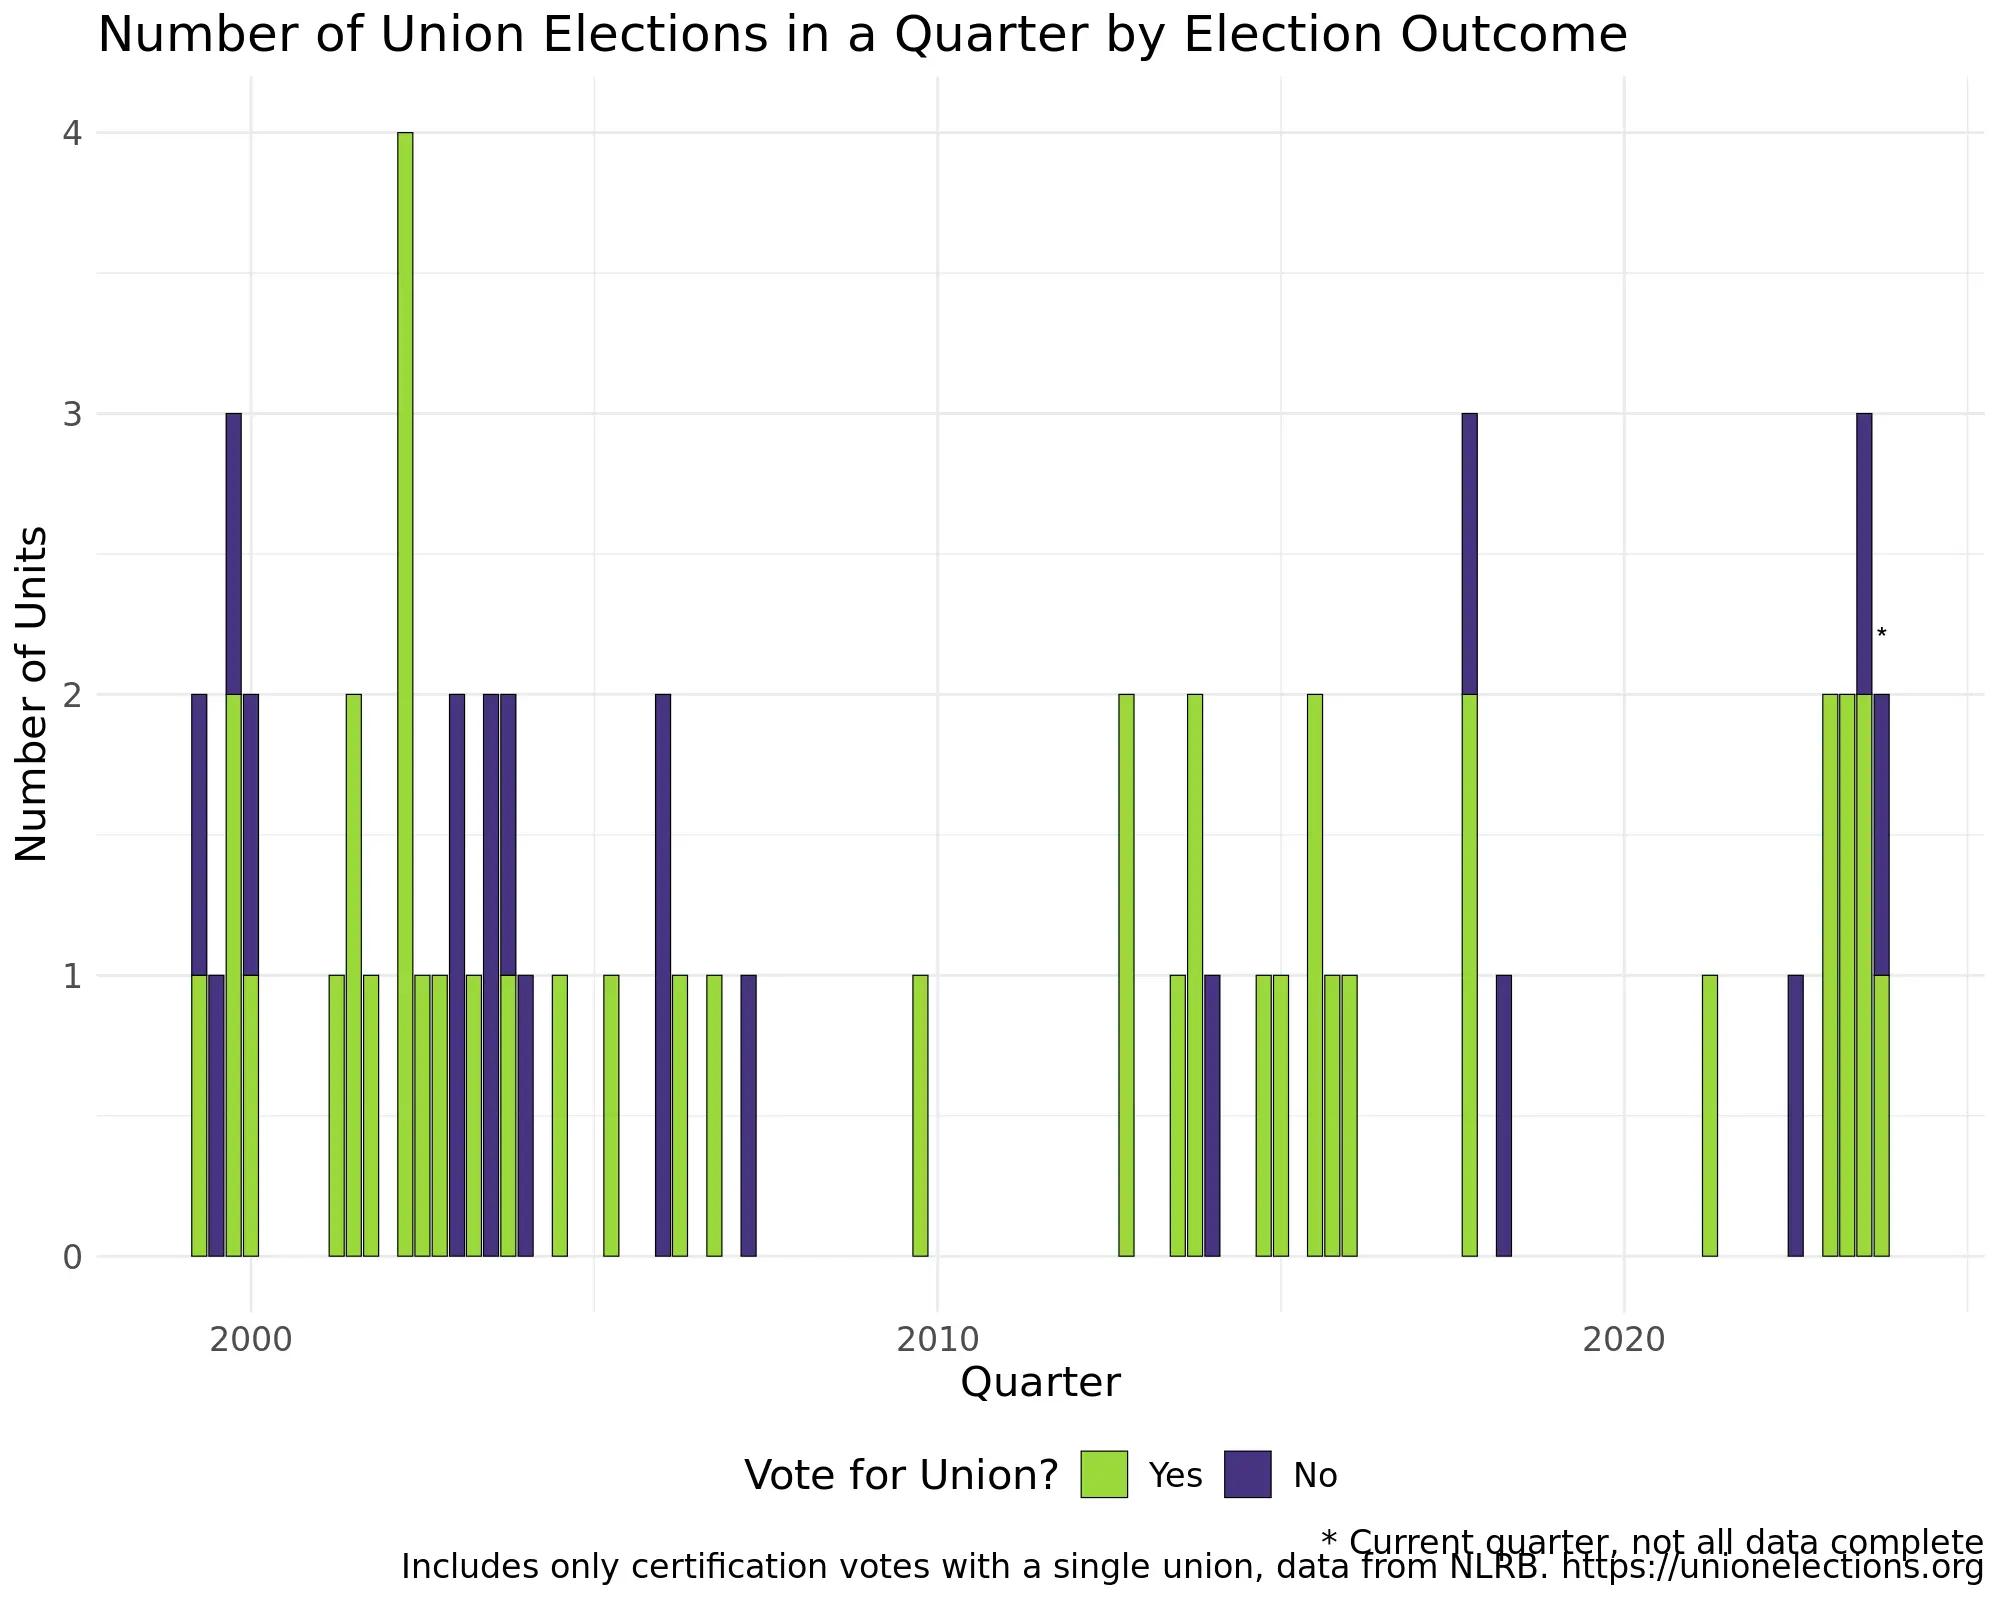 Number of Union Elections in a Quarter by Election Outcome
4
3
2
1
0
Number of Units
*
2000 2010 2020
Quarter
Vote for Union? Yes No
* Current quarter, not all data complete
Includes only certification votes with a single union, data from NLRB. https://unionelections.org